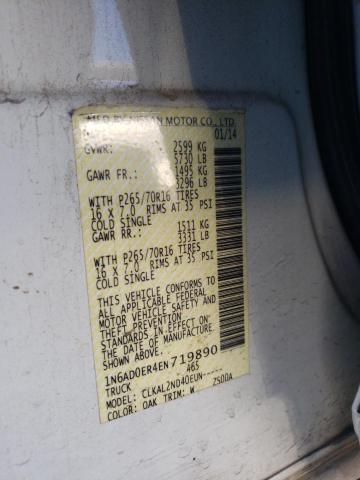 MFD BY NISSAN MOTOR CO., LTD.
01/14
GVWR: 2599 KG
5730 LB
GAWR FR.: 1495 KG
3296 LB
WITH P265/70R16 TIRES
16 X 7.0 RIMS AT 35 PSI
COLD SINGLE
GAWR RR.: 1511 KG
3331 LB
WITH P265/70R16 TIRES
16 X 7.0 RIMS AT 35 PSI
COLD SINGLE
THIS VEHICLE CONFORMS TO
ALL APPLICABLE FEDERAL
MOTOR VEHICLE SAFETY AND
THEFT PREVENTION
STANDARDS IN EFFECT ON
THE DATE OF MANUFACTURE
SHOWN ABOVE.
1N6AD0ER4EN719890
TRUCK 465
MODEL: CLKAL2ND40EUN-----
COLOR: OAK TRIM: W 2500A